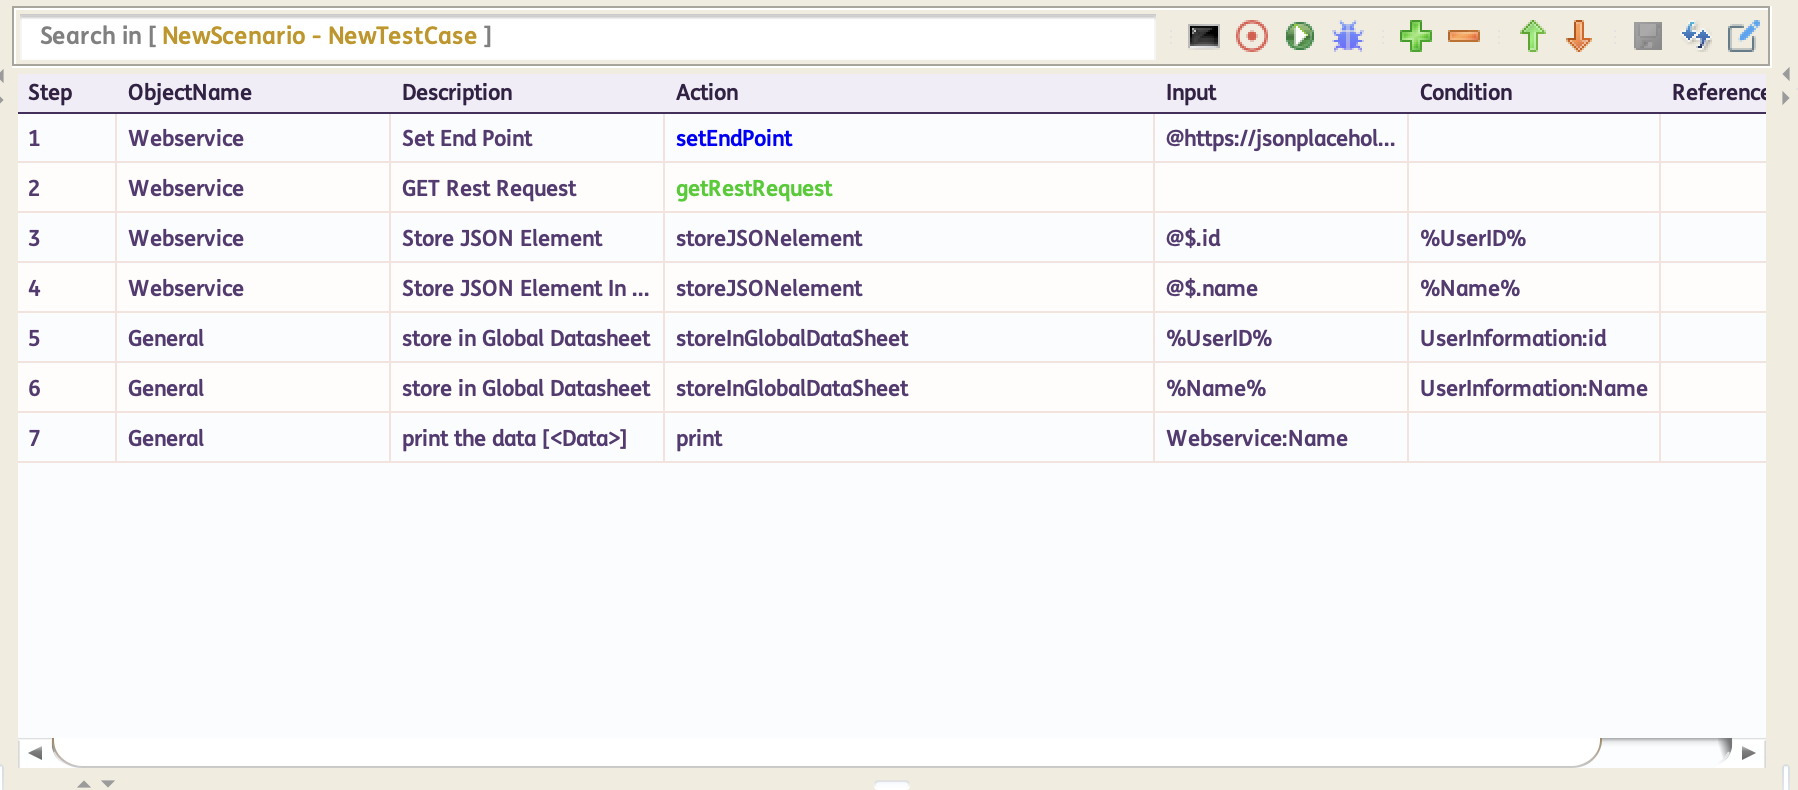 Search in [ NewScenario - NewTestCase ]
Step ObjectName Description Action Input Condition Reference
1 Webservice Set End Point setEndPoint @https://jsonplacehol...
2 Webservice GET Rest Request getRestRequest
3 Webservice Store JSON Element storeJSONelement @$.id %UserID%
4 Webservice Store JSON Element In ... storeJSONelement @$.name %Name%
5 General store in Global Datasheet storeInGlobalDataSheet %UserID% UserInformation:id
6 General store in Global Datasheet storeInGlobalDataSheet %Name% UserInformation:Name
7 General print the data [<Data>] print Webservice:Name